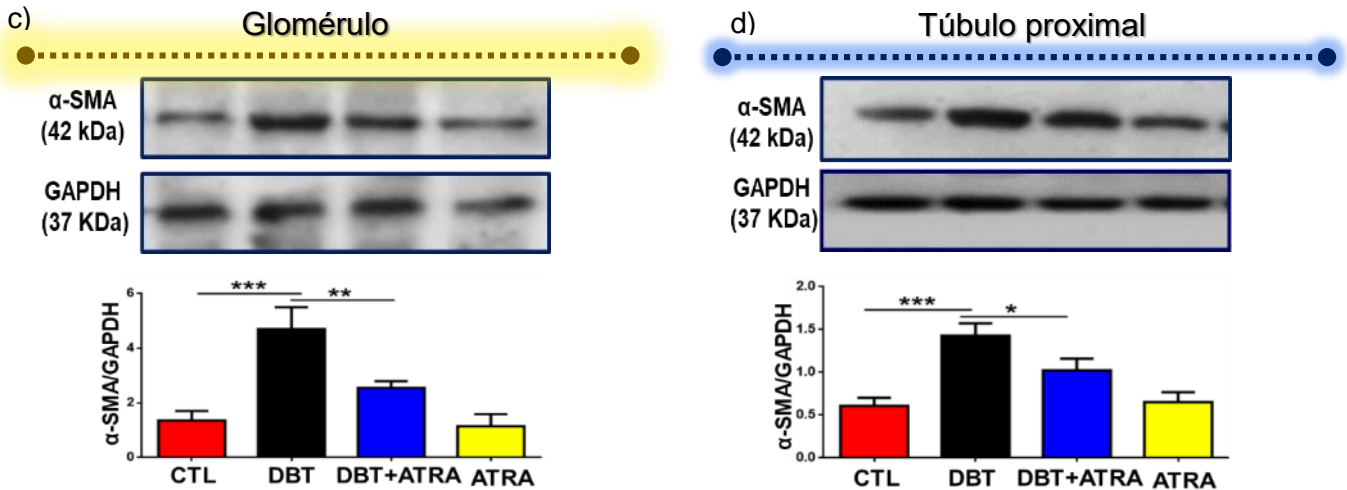 c) Glomérulo
α-SMA
(42 kDa)
GAPDH
(37 KDa)
α-SMA/GAPDH
6
4
2
0
***
**
CTL DBT DBT+ATRA ATRA
d) Túbulo proximal
α-SMA
(42 kDa)
GAPDH
(37 KDa)
α-SMA/GAPDH
2.0
1.5
1.0
0.5
0.0
***
*
CTL DBT DBT+ATRA ATRA